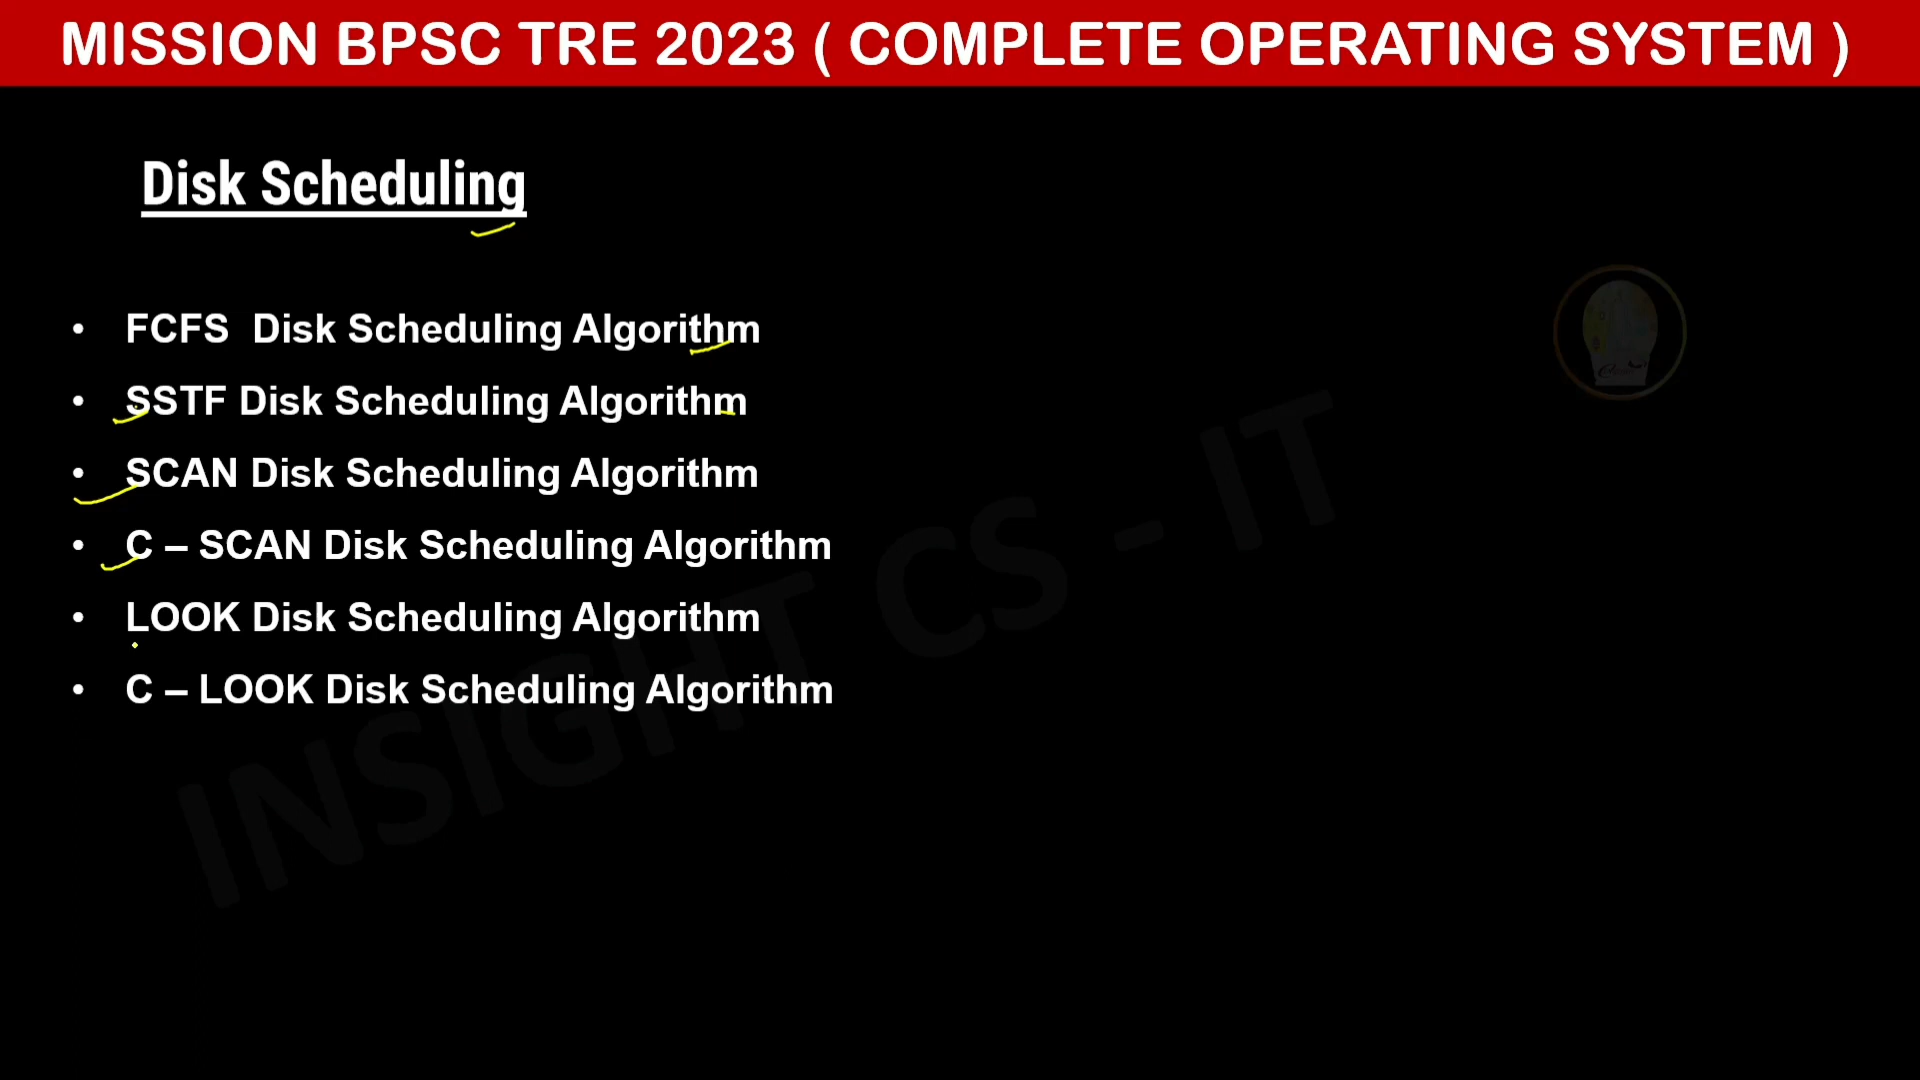 MISSION BPSC TRE 2023 ( COMPLETE OPERATING SYSTEM )
Disk Scheduling
• FCFS Disk Scheduling Algorithm
• SSTF Disk Scheduling Algorithm
• SCAN Disk Scheduling Algorithm
• C – SCAN Disk Scheduling Algorithm
• LOOK Disk Scheduling Algorithm
• C – LOOK Disk Scheduling Algorithm
INSIGHT CS - IT